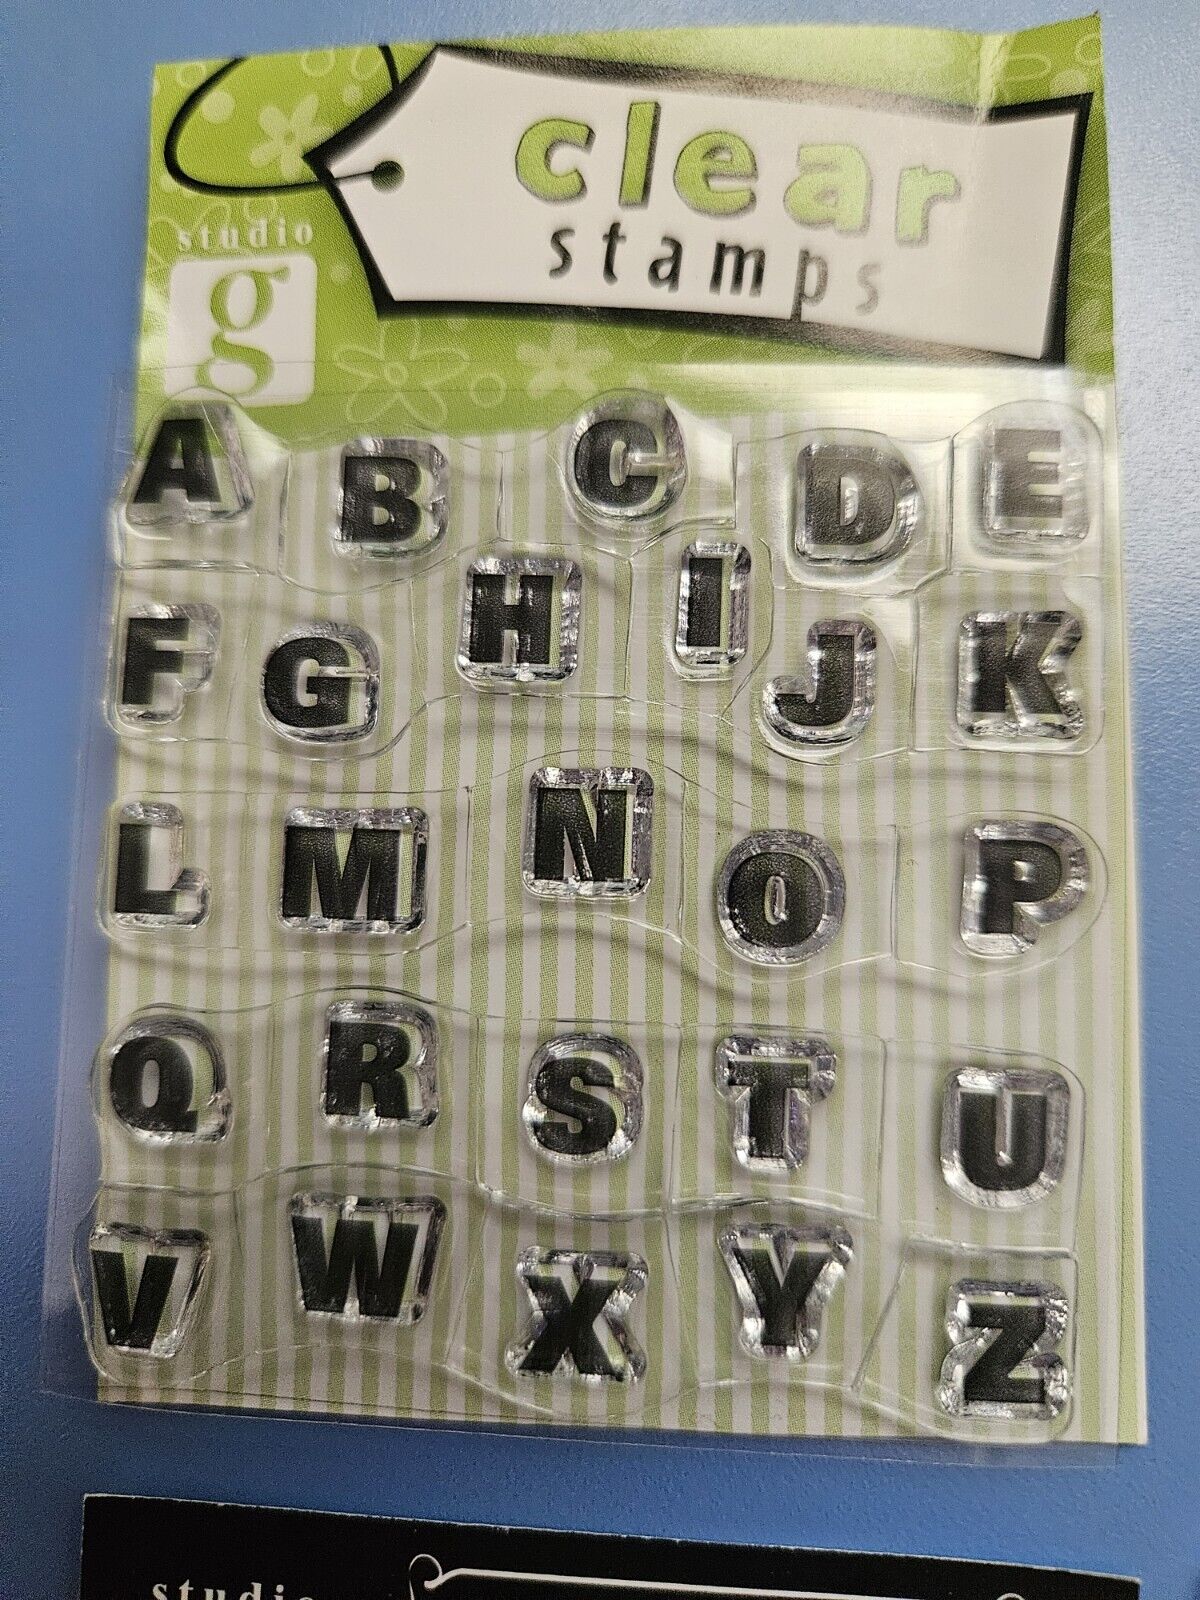 clear
stamps
studio
g
A B C D E
F G H I J K
L M N O P
Q R S T U
V W X Y Z
studio